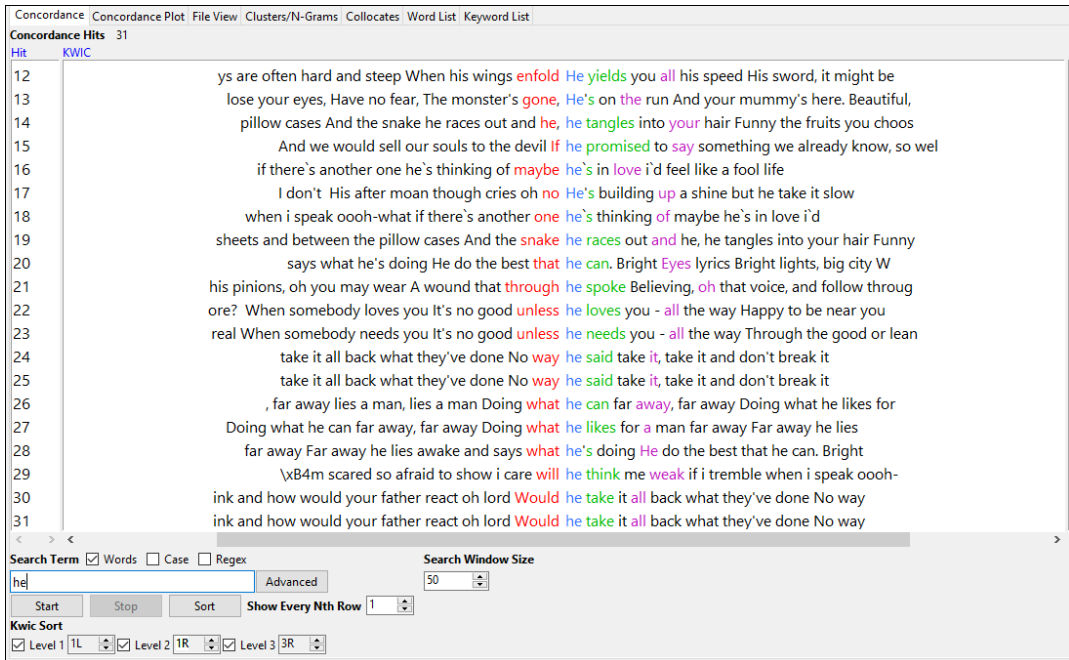 Concordance Concordance Plot File View Clusters/N-Grams Collocates Word List Keyword List
Concordance Hits 31
Hit KWIC
12 ys are often hard and steep When his wings enfold He yields you all his speed His sword, it might be
13 lose your eyes, Have no fear, The monster's gone, He's on the run And your mummy's here. Beautiful,
14 pillow cases And the snake he races out and he, he tangles into your hair Funny the fruits you choos
15 And we would sell our souls to the devil If he promised to say something we already know, so wel
16 if there`s another one he`s thinking of maybe he`s in love i`d feel like a fool life
17 I don't  His after moan though cries oh no He's building up a shine but he take it slow
18 when i speak oooh-what if there`s another one he`s thinking of maybe he`s in love i`d
19 sheets and between the pillow cases And the snake he races out and he, he tangles into your hair Funny
20 says what he's doing He do the best that he can. Bright Eyes lyrics Bright lights, big city W
21 his pinions, oh you may wear A wound that through he spoke Believing, oh that voice, and follow throug
22 ore?  When somebody loves you It's no good unless he loves you - all the way Happy to be near you
23 real When somebody needs you It's no good unless he needs you - all the way Through the good or lean
24 take it all back what they've done No way he said take it, take it and don't break it
25 take it all back what they've done No way he said take it, take it and don't break it
26 , far away lies a man, lies a man Doing what he can far away, far away Doing what he likes for
27 Doing what he can far away, far away Doing what he likes for a man far away Far away he lies
28 far away Far away he lies awake and says what he's doing He do the best that he can. Bright
29 \xB4m scared so afraid to show i care will he think me weak if i tremble when i speak oooh-
30 ink and how would your father react oh lord Would he take it all back what they've done No way
31 ink and how would your father react oh lord Would he take it all back what they've done No way
Search Term Words Case Regex Search Window Size
he Advanced 50
Start Stop Sort Show Every Nth Row 1
Kwic Sort
Level 1 1L Level 2 1R Level 3 3R